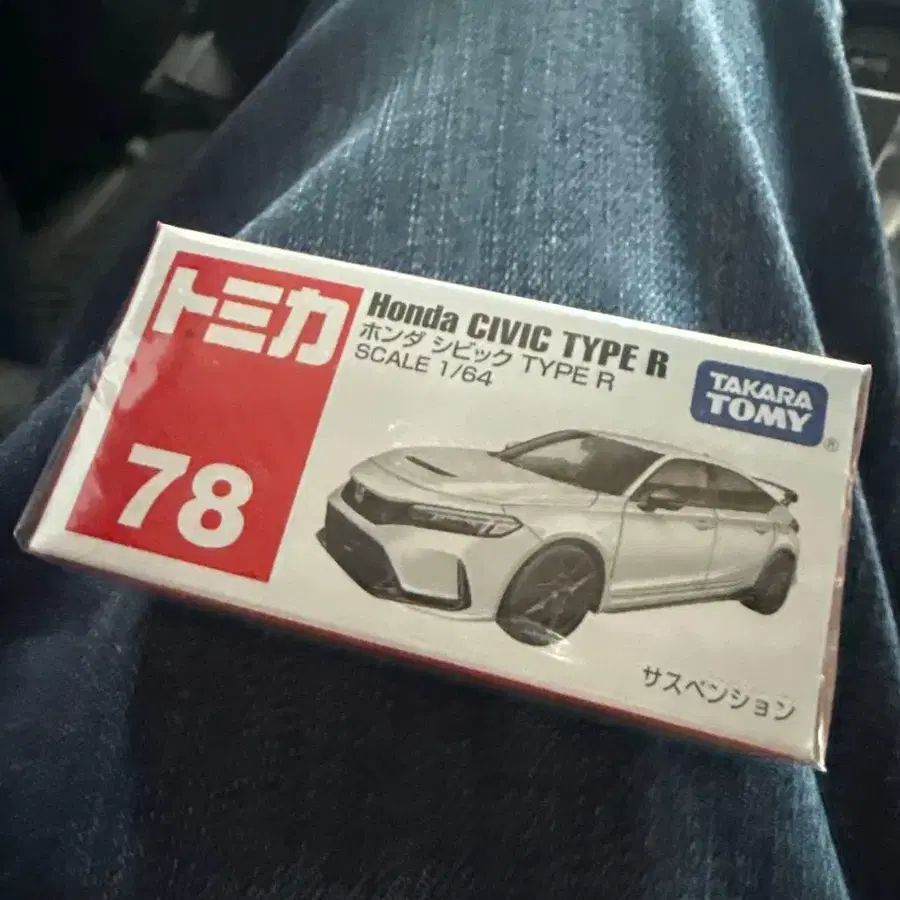 トミカ
78
Honda CIVIC TYPE R
ホンダ シビック TYPE R
SCALE 1/64
TAKARA
TOMY
®
サスペンション